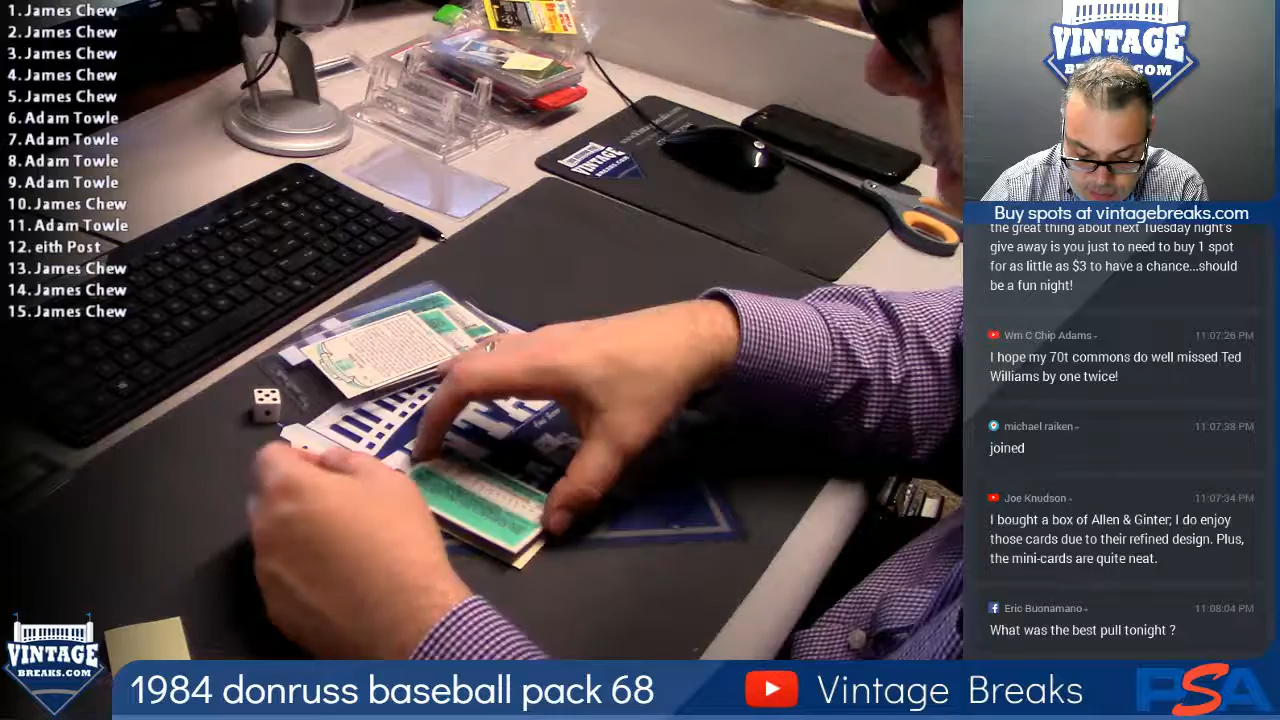 1. James Chew
2. James Chew
3. James Chew
4. James Chew
5. James Chew
6. Adam Towle
7. Adam Towle
8. Adam Towle
9. Adam Towle
10. James Chew
11. Adam Towle
12. eith Post
13. James Chew
14. James Chew
15. James Chew
VINTAGE
VINTAGE
BREAKS.COM
1984 donruss baseball pack 68
Vintage Breaks
PSA
VINTAGE
Buy spots at vintagebreaks.com
the great thing about next Tuesday night's
give away is you just to need to buy 1 spot
for as little as $3 to have a chance...should
be a fun night!
Wm C Chip Adams
11:07:26 PM
I hope my 70t commons do well missed Ted
Williams by one twice!
michael raiken
11:07:38 PM
joined
Joe Knudson
11:07:34 PM
I bought a box of Allen & Ginter; I do enjoy
those cards due to their refined design. Plus,
the mini-cards are quite neat.
Eric Buonamano
11:08:04 PM
What was the best pull tonight ?